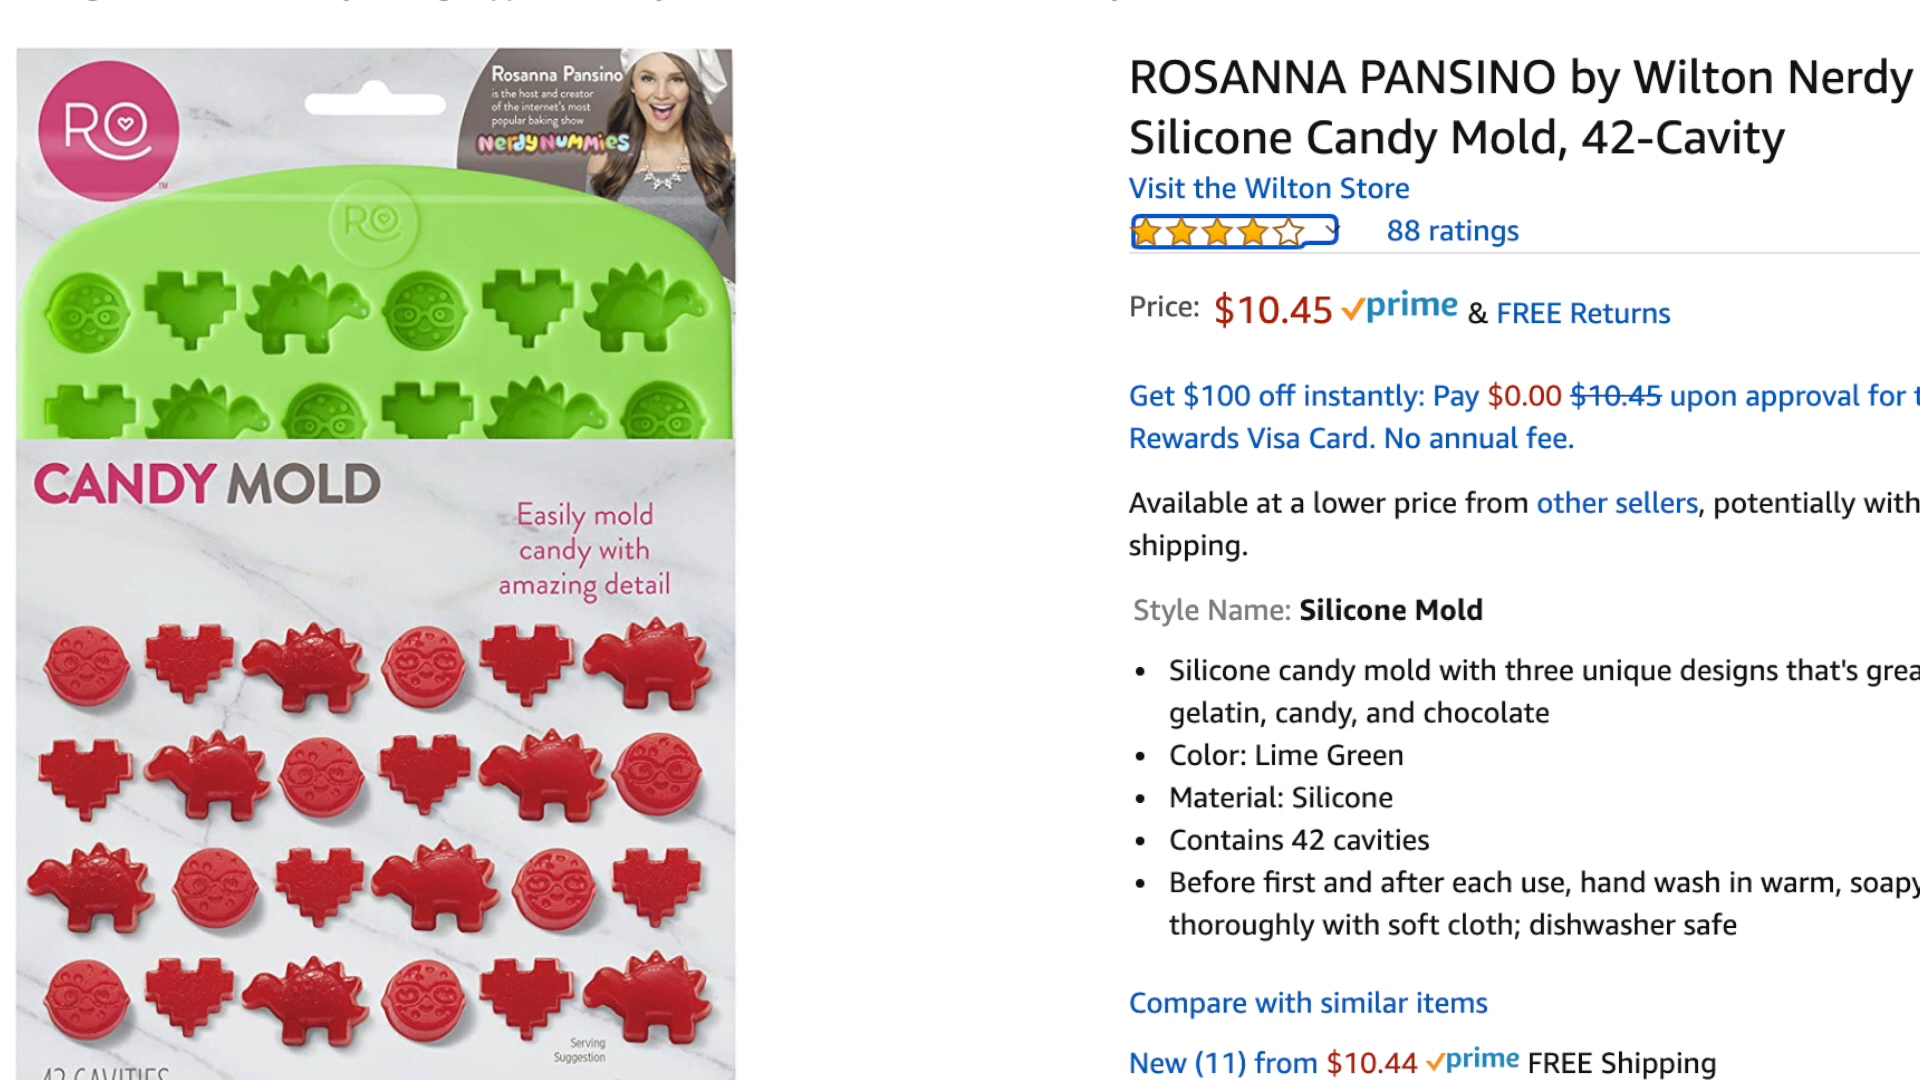 RO
TM
Rosanna Pansino
is the host and creator
of the internet's most
popular baking show
NerdyNummies
RO
CANDY MOLD
Easily mold
candy with
amazing detail
Serving
Suggestion
42 CAVITIES
ROSANNA PANSINO by Wilton Nerdy
Silicone Candy Mold, 42-Cavity
Visit the Wilton Store
88 ratings
Price: $10.45 prime & FREE Returns
Get $100 off instantly: Pay $0.00 $10.45 upon approval for
Rewards Visa Card. No annual fee.
Available at a lower price from other sellers, potentially with
shipping.
Style Name: Silicone Mold
• Silicone candy mold with three unique designs that's
gelatin, candy, and chocolate
• Color: Lime Green
• Material: Silicone
• Contains 42 cavities
• Before first and after each use, hand wash in warm, soapy
thoroughly with soft cloth; dishwasher safe
Compare with similar items
New (11) from $10.44 prime FREE Shipping